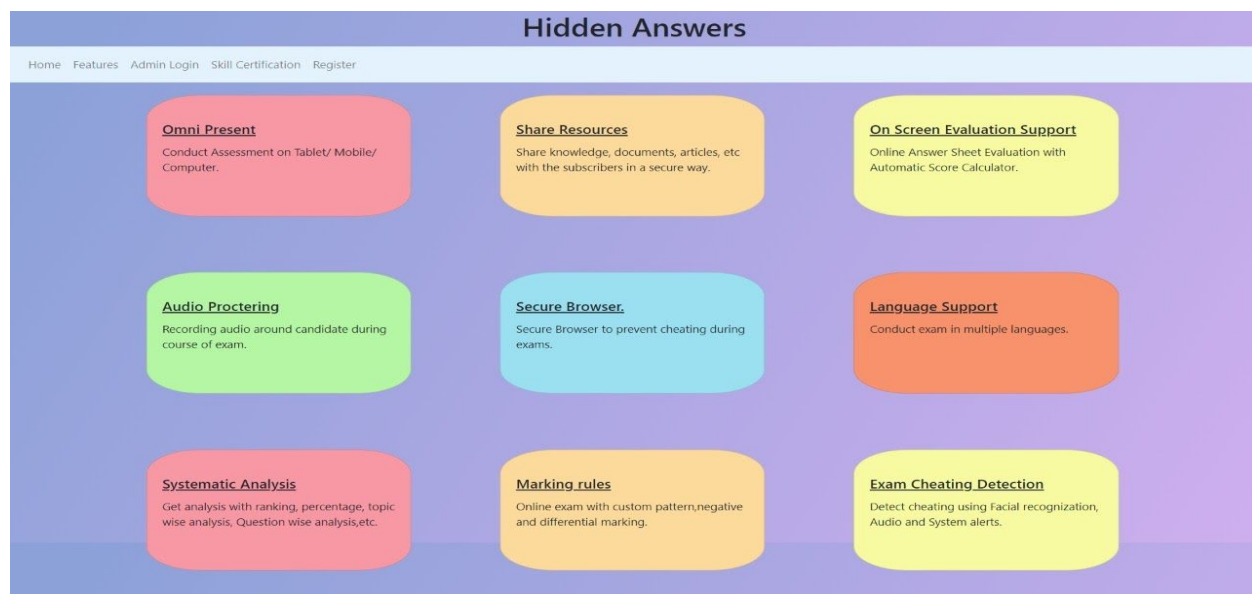 Hidden Answers
Home Features Admin Login Skill Certification Register
Omni Present
Conduct Assessment on Tablet/ Mobile/
Computer.
Share Resources
Share knowledge, documents, articles, etc
with the subscribers in a secure way.
On Screen Evaluation Support
Online Answer Sheet Evaluation with
Automatic Score Calculator.
Audio Proctering
Recording audio around candidate during
course of exam.
Secure Browser.
Secure Browser to prevent cheating during
exams.
Language Support
Conduct exam in multiple languages.
Systematic Analysis
Get analysis with ranking, percentage, topic
wise analysis, Question wise analysis,etc.
Marking rules
Online exam with custom pattern,negative
and differential marking.
Exam Cheating Detection
Detect cheating using Facial recognization,
Audio and System alerts.